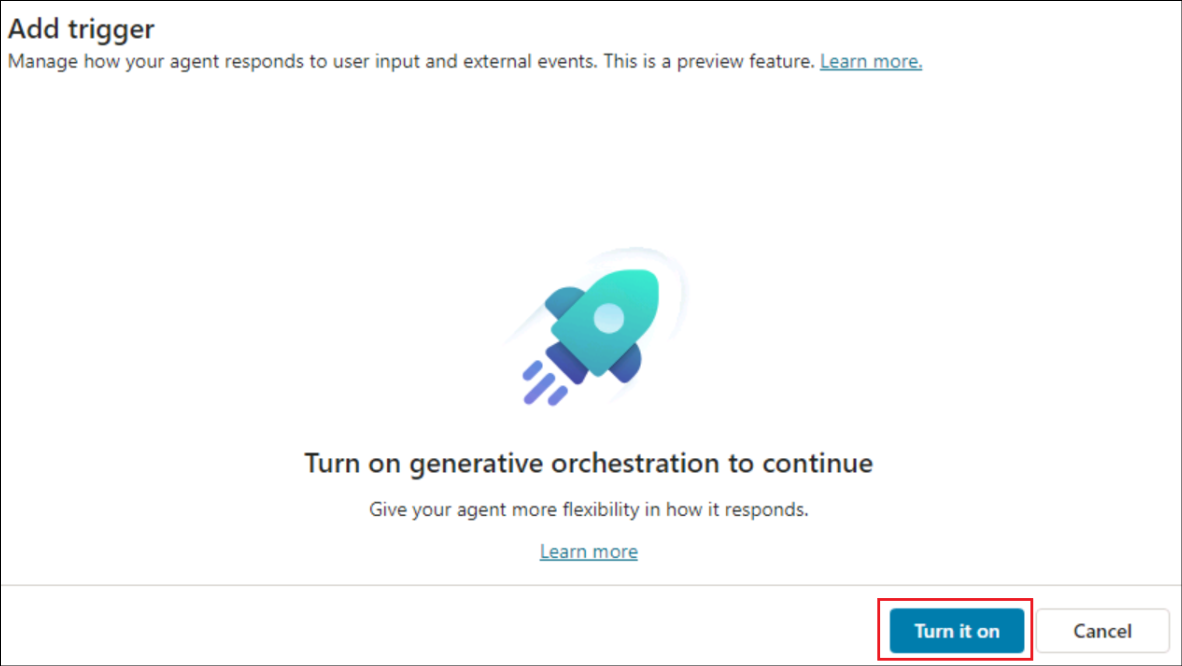 Add trigger
Manage how your agent responds to user input and external events. This is a preview feature. Learn more.
Turn on generative orchestration to continue
Give your agent more flexibility in how it responds.
Learn more
Turn it on
Cancel